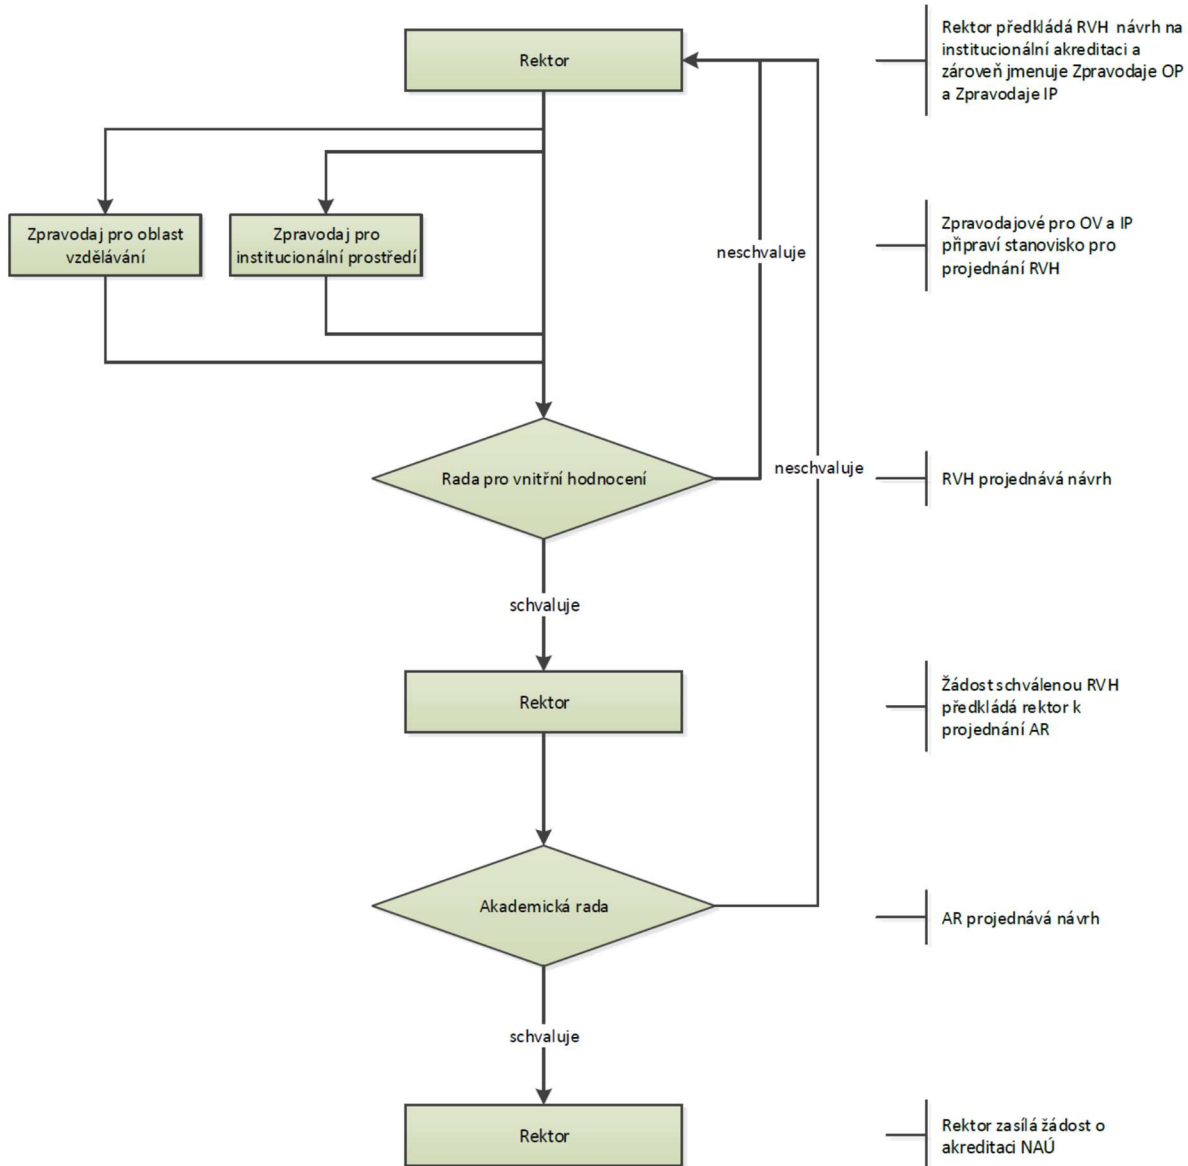 Rektor
Rektor předkládá RVH návrh na
institucionální akreditaci a
zároveň jmenuje Zpravodaje OP
a Zpravodaje IP
Zpravodaj pro oblast
vzdělávání
Zpravodaj pro
institucionální prostředí
neschvaluje
Zpravodajové pro OV a IP
připraví stanovisko pro
projednání RVH
Rada pro vnitřní hodnocení
neschvaluje
RVH projednává návrh
schvaluje
Rektor
Žádost schválenou RVH
předkládá rektor k
projednání AR
Akademická rada
AR projednává návrh
schvaluje
Rektor
Rektor zasílá žádost o
akreditaci NAÚ